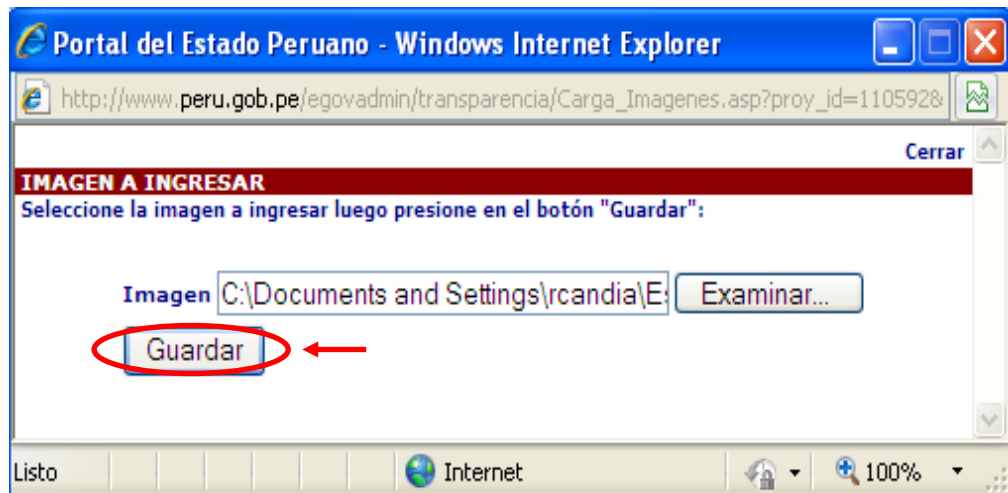 Portal del Estado Peruano - Windows Internet Explorer
http://www.peru.gob.pe/egovadmin/transparencia/Carga_Imagenes.asp?proy_id=1105928&
Cerrar
IMAGEN A INGRESAR
Seleccione la imagen a ingresar luego presione en el botón "Guardar":
Imagen C:\Documents and Settings\rcandia\Es Examinar...
Guardar
Listo Internet 100%